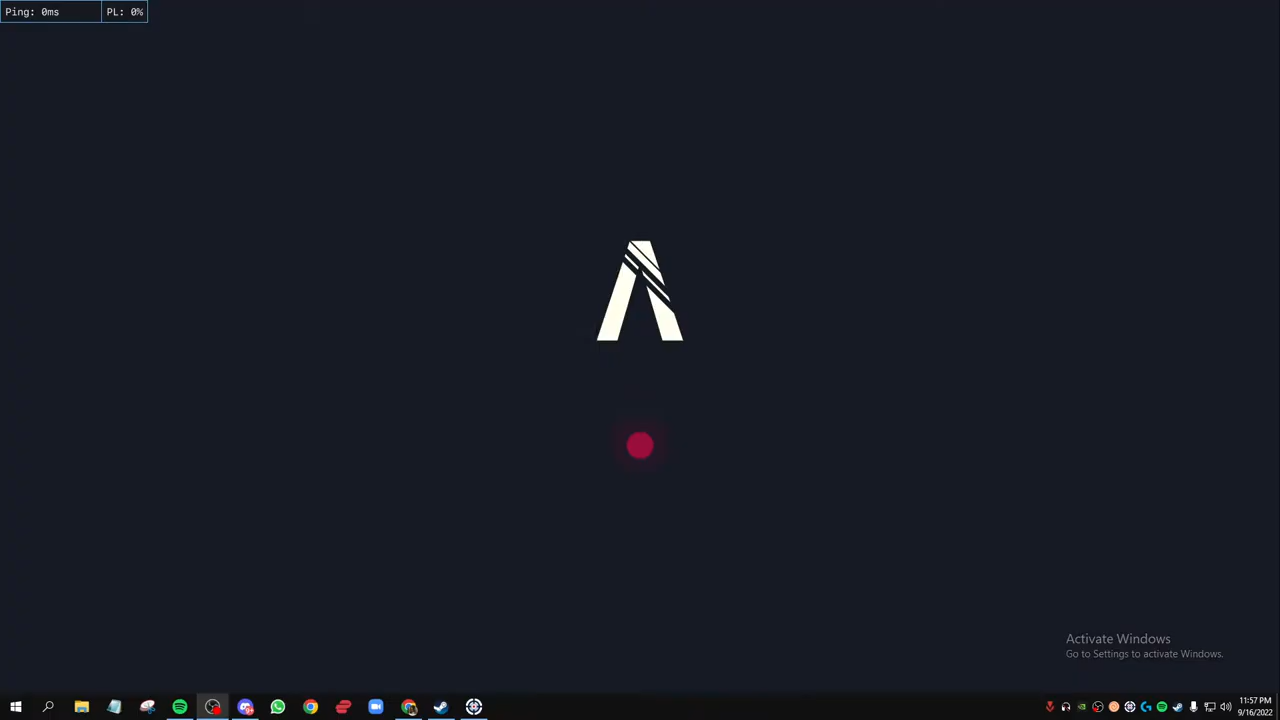 Ping: 0ms PL: 0%
Activate Windows
Go to Settings to activate Windows.
11:57 PM
9/16/2022